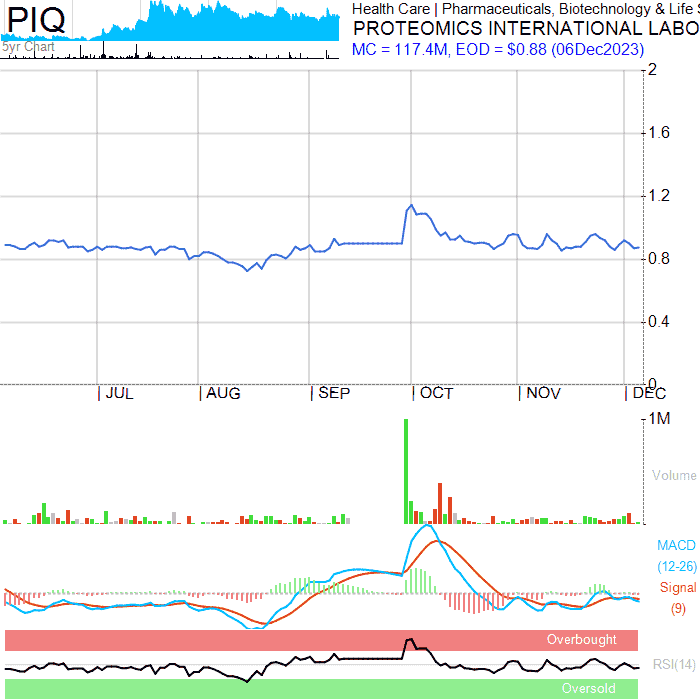 PIQ
5yr Chart
Health Care | Pharmaceuticals, Biotechnology & Life
PROTEOMICS INTERNATIONAL LABO
MC = 117.4M, EOD = $0.88 (06Dec2023)
2
1.6
1.2
0.8
0.4
0
JUL AUG SEP OCT NOV DEC
1M
Volume
MACD
(12-26)
Signal
(9)
Overbought
RSI(14)
Oversold